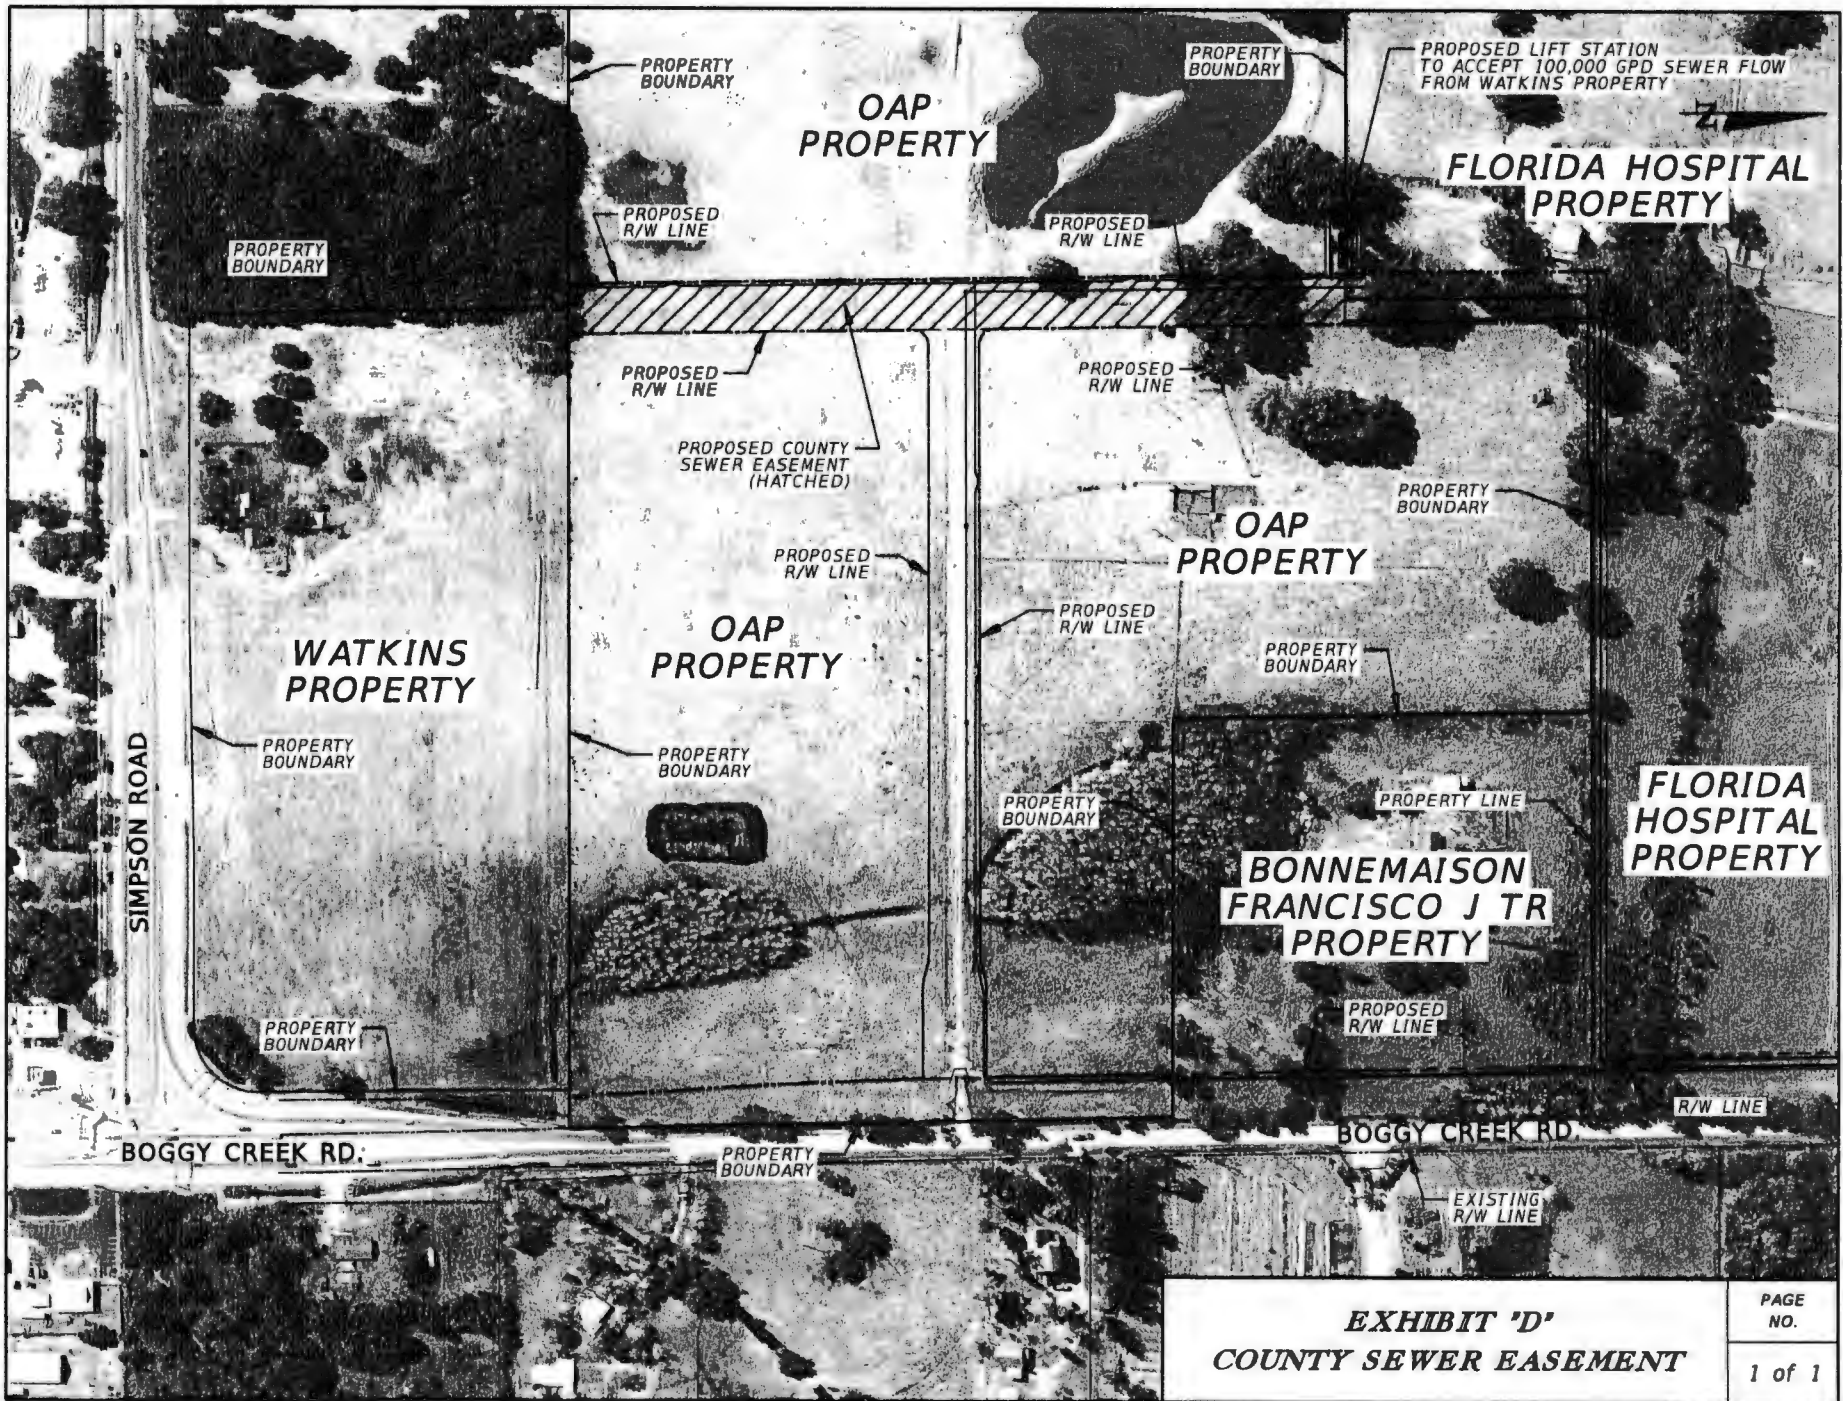 PROPERTY
BOUNDARY
OAP
PROPERTY
PROPERTY
BOUNDARY
PROPOSED LIFT STATION
TO ACCEPT 100,000 GPD SEWER FLOW
FROM WATKINS PROPERTY
Z
FLORIDA HOSPITAL
PROPERTY
PROPOSED
R/W LINE
PROPOSED
R/W LINE
PROPERTY
BOUNDARY
PROPOSED
R/W LINE
PROPOSED
R/W LINE
PROPOSED COUNTY
SEWER EASEMENT
(HATCHED)
PROPERTY
BOUNDARY
OAP
PROPERTY
PROPOSED
R/W LINE
PROPOSED
R/W LINE
WATKINS
PROPERTY
OAP
PROPERTY
PROPERTY
BOUNDARY
SIMPSON ROAD
PROPERTY
BOUNDARY
PROPERTY
BOUNDARY
PROPERTY
BOUNDARY
PROPERTY LINE
FLORIDA
HOSPITAL
PROPERTY
BONNEMAISON
FRANCISCO J TR
PROPERTY
PROPERTY
BOUNDARY
PROPOSED
R/W LINE
R/W LINE
BOGGY CREEK RD.
BOGGY CREEK RD.
PROPERTY
BOUNDARY
EXISTING
R/W LINE
EXHIBIT "D"
COUNTY SEWER EASEMENT
PAGE
NO.
1 of 1